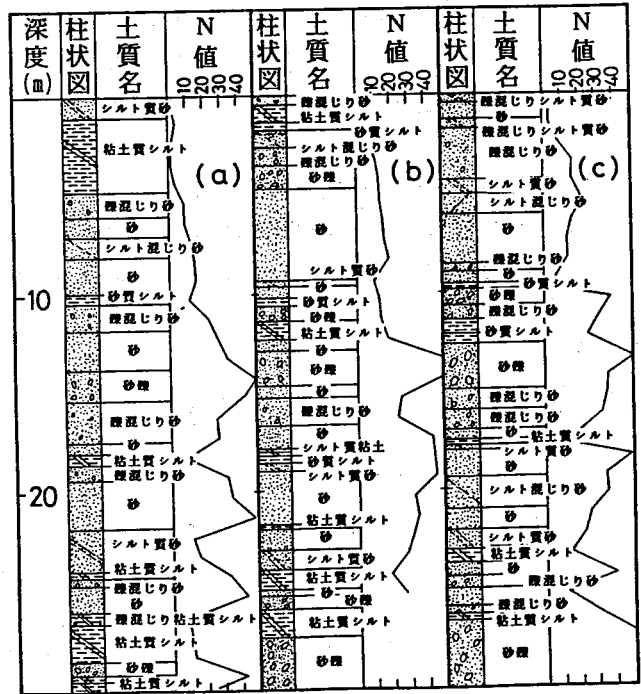 深度(m) 柱状図 土質名 N値 柱状図 土質名 N値 柱状図 土質名 N値
10 20 30 40 10 20 30 40 10 20 30 40
(a)
シルト質砂
粘土質シルト
礫混じり砂
砂
シルト混じり砂
砂
砂質シルト
礫混じり砂
砂
砂礫
礫混じり砂
砂
粘土質シルト
礫混じり砂
砂
シルト質砂
粘土質シルト
礫混じり砂
砂
礫混じり粘土質シルト
粘土質シルト
砂礫
粘土質シルト
(b)
礫混じり砂
粘土質シルト
砂質シルト
シルト混じり砂
礫混じり砂
砂礫
砂
シルト質砂
砂
砂質シルト
砂礫
粘土質シルト
砂
砂礫
砂
礫混じり砂
砂
シルト質粘土
砂質シルト
シルト質砂
砂
粘土質シルト
砂
シルト質砂
粘土質シルト
砂
砂礫
粘土質シルト
砂礫
(c)
礫混じりシルト質砂
砂
礫混じりシルト質砂
礫混じり砂
シルト質砂
シルト混じり砂
礫混じり砂
砂
砂質シルト
砂礫
礫混じり砂
砂質シルト
砂礫
礫混じり砂
礫混じり砂
砂
粘土質シルト
シルト質砂
砂
シルト混じり砂
砂
シルト質砂
粘土質シルト
砂
礫混じり砂
礫混じり砂
粘土質シルト
砂礫
10
20